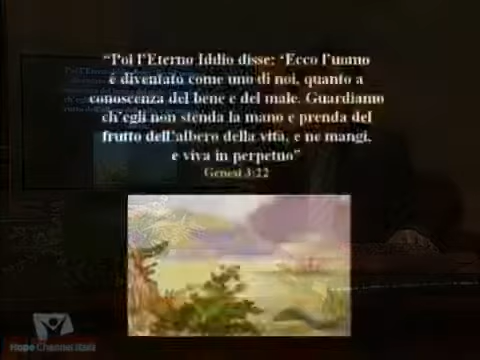 “Poi l’Eterno Iddio disse: ‘Ecco l’uomo
è diventato come uno di noi, quanto a
conoscenza del bene e del male. Guardiamo
ch’egli non stenda la mano e prenda del
frutto dell’albero della vita, e ne mangi,
e viva in perpetuo”
Genesi 3:22
Hope Channel Italia